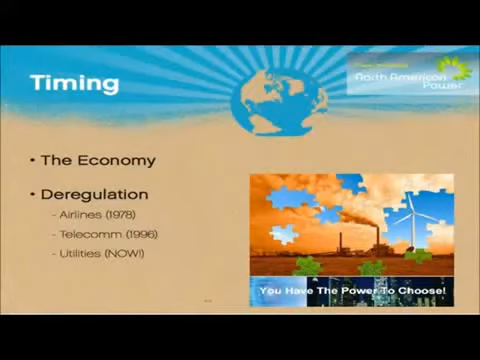 Timing
North American
Power
• The Economy
• Deregulation
- Airlines (1978)
- Telecomm (1996)
- Utilities (NOW!)
You Have The Power To Choose!